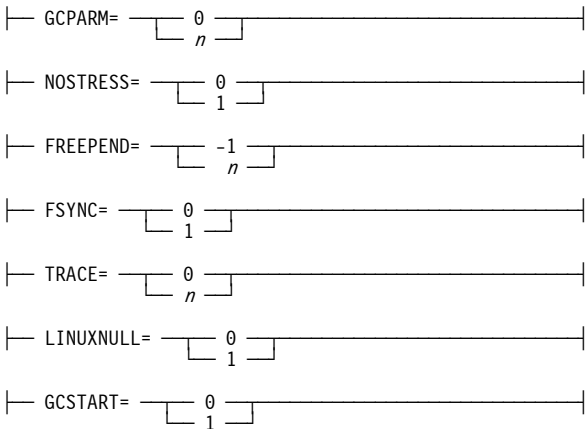 GCPARM= 0
n
NOSTRESS= 0
1
FREEPEND= -1
n
FSYNC= 0
1
TRACE= 0
n
LINUXNULL= 0
1
GCSTART= 0
1